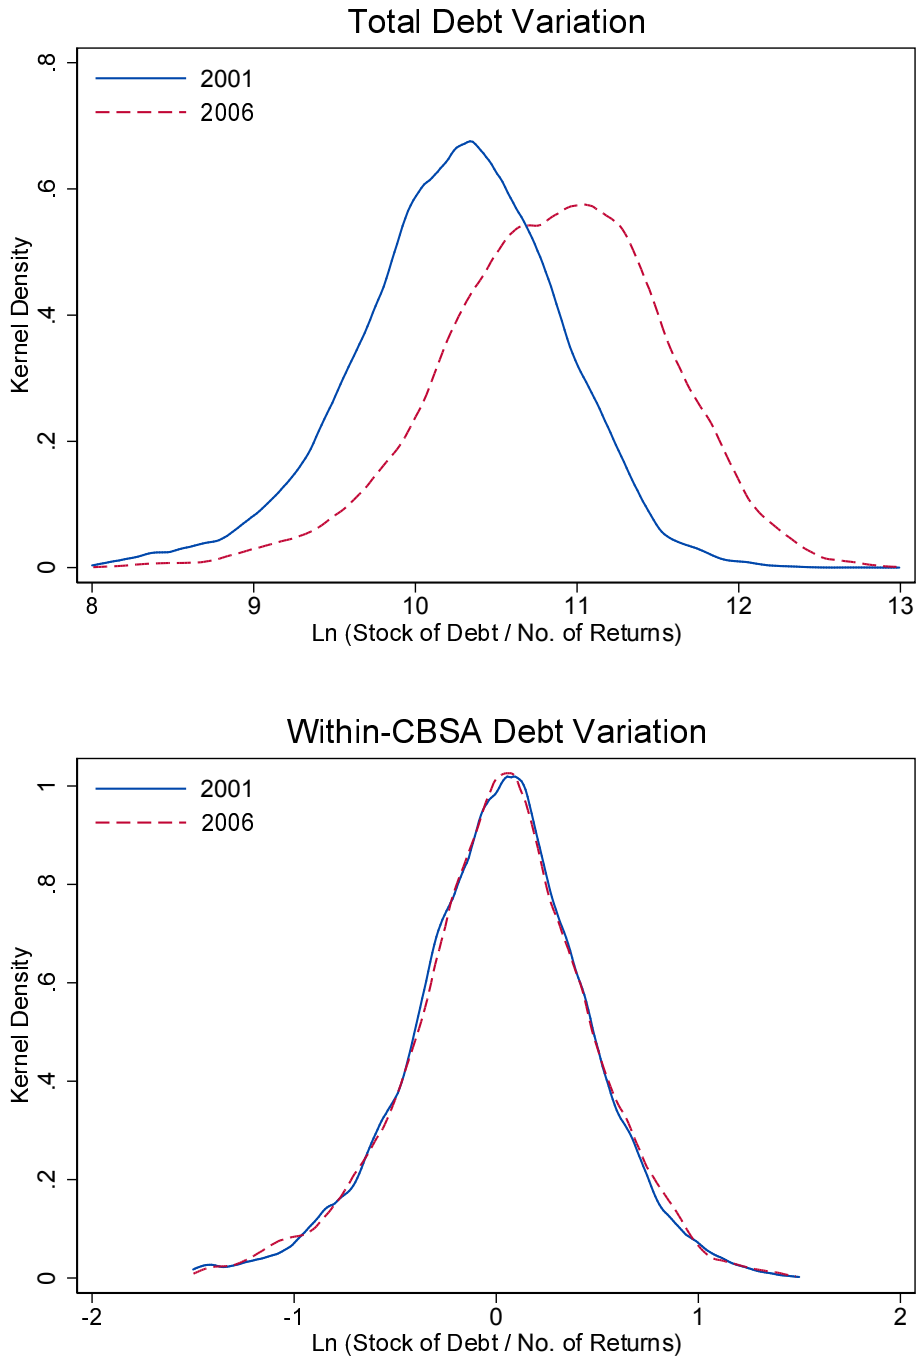 Total Debt Variation
.8
2001
2006
.6
.4
.2
0
Kernel Density
8 9 10 11 12 13
Ln (Stock of Debt / No. of Returns)
Within-CBSA Debt Variation
1
2001
2006
.8
.6
.4
.2
0
Kernel Density
-2 -1 0 1 2
Ln (Stock of Debt / No. of Returns)